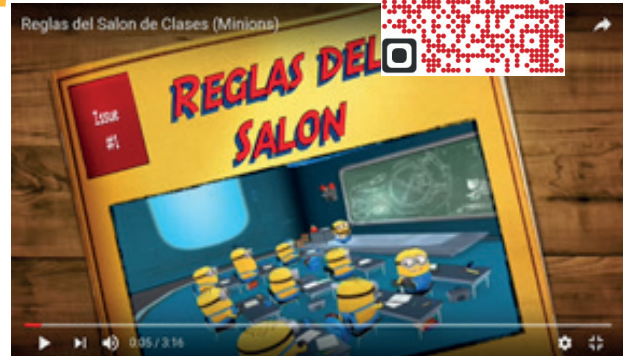 Reglas del Salon de Clases (Minions)
Issue
#1
REGLAS DEL
SALON
0:05 / 3:16